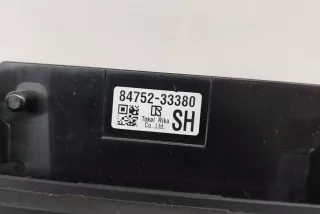 84752-33380
Tokai Rika
Co.,Ltd.
SH